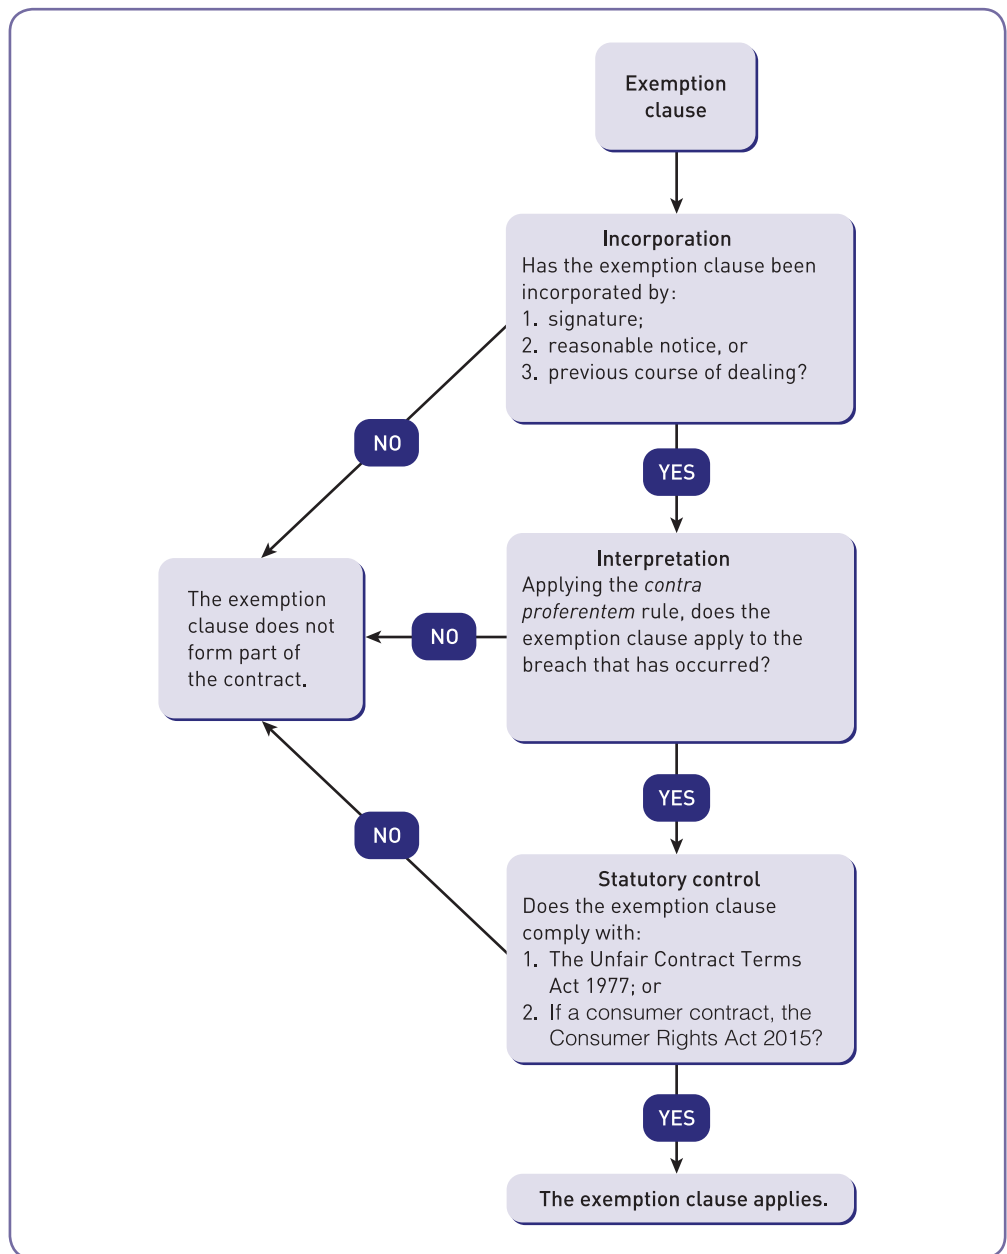 Exemption
clause
Incorporation
Has the exemption clause been
incorporated by:
1. signature;
2. reasonable notice, or
3. previous course of dealing?
NO
YES
Interpretation
Applying the contra
proferentem rule, does the
exemption clause apply to the
breach that has occurred?
The exemption
clause does not
form part of
the contract.
NO
YES
NO
Statutory control
Does the exemption clause
comply with:
1. The Unfair Contract Terms
Act 1977; or
2. If a consumer contract, the
Consumer Rights Act 2015?
YES
The exemption clause applies.